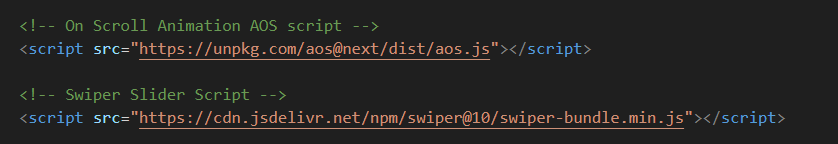 <!-- On Scroll Animation AOS script -->
<script src="https://unpkg.com/aos@next/dist/aos.js"></script>
<!-- Swiper Slider Script -->
<script src="https://cdn.jsdelivr.net/npm/swiper@10/swiper-bundle.min.js"></script>